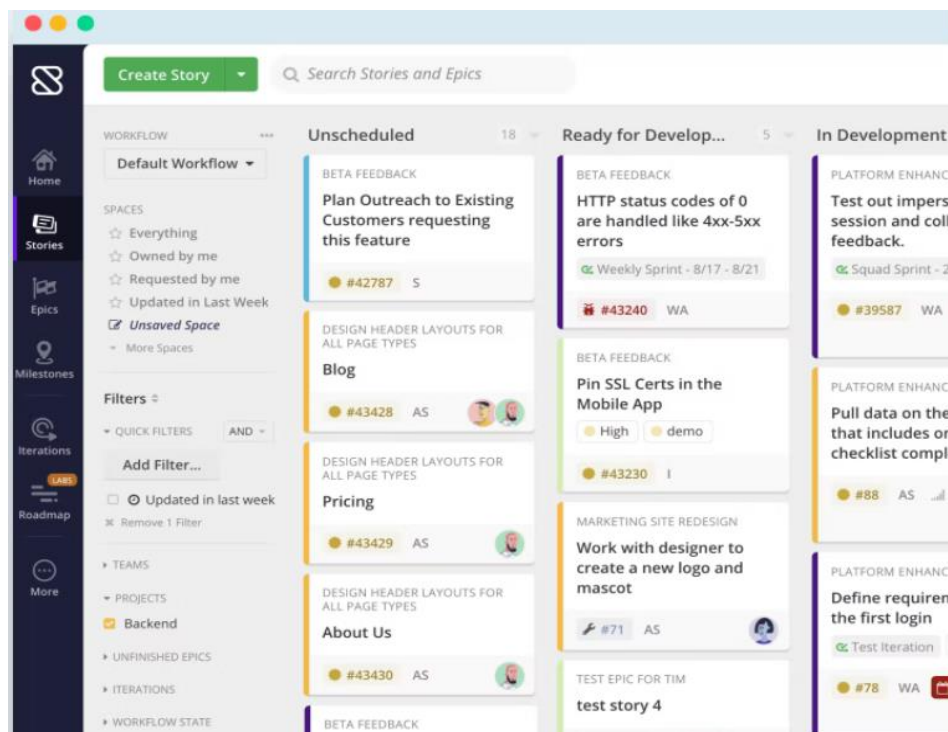 Create Story
Search Stories and Epics
Home
Stories
Epics
Milestones
Iterations
LABS
Roadmap
More
WORKFLOW
Default Workflow
SPACES
Everything
Owned by me
Requested by me
Updated in Last Week
Unsaved Space
More Spaces
Filters
QUICK FILTERS
AND
Add Filter...
Updated in last week
Remove 1 Filter
TEAMS
PROJECTS
Backend
UNFINISHED EPICS
ITERATIONS
WORKFLOW STATE
Unscheduled 18
BETA FEEDBACK
Plan Outreach to Existing
Customers requesting
this feature
#42787 S
DESIGN HEADER LAYOUTS FOR
ALL PAGE TYPES
Blog
#43428 AS
DESIGN HEADER LAYOUTS FOR
ALL PAGE TYPES
Pricing
#43429 AS
DESIGN HEADER LAYOUTS FOR
ALL PAGE TYPES
About Us
#43430 AS
BETA FEEDBACK
Ready for Develop... 5
BETA FEEDBACK
HTTP status codes of 0
are handled like 4xx-5xx
errors
Weekly Sprint - 8/17 - 8/21
#43240 WA
BETA FEEDBACK
Pin SSL Certs in the
Mobile App
High demo
#43230 I
MARKETING SITE REDESIGN
Work with designer to
create a new logo and
mascot
#71 AS
TEST EPIC FOR TIM
test story 4
In Development
PLATFORM ENHANC
Test out impers
session and coll
feedback.
Squad Sprint - 2
#39587 WA
PLATFORM ENHANC
Pull data on the
that includes or
checklist comple
#88 AS
PLATFORM ENHANC
Define requiren
the first login
Test Iteration
#78 WA